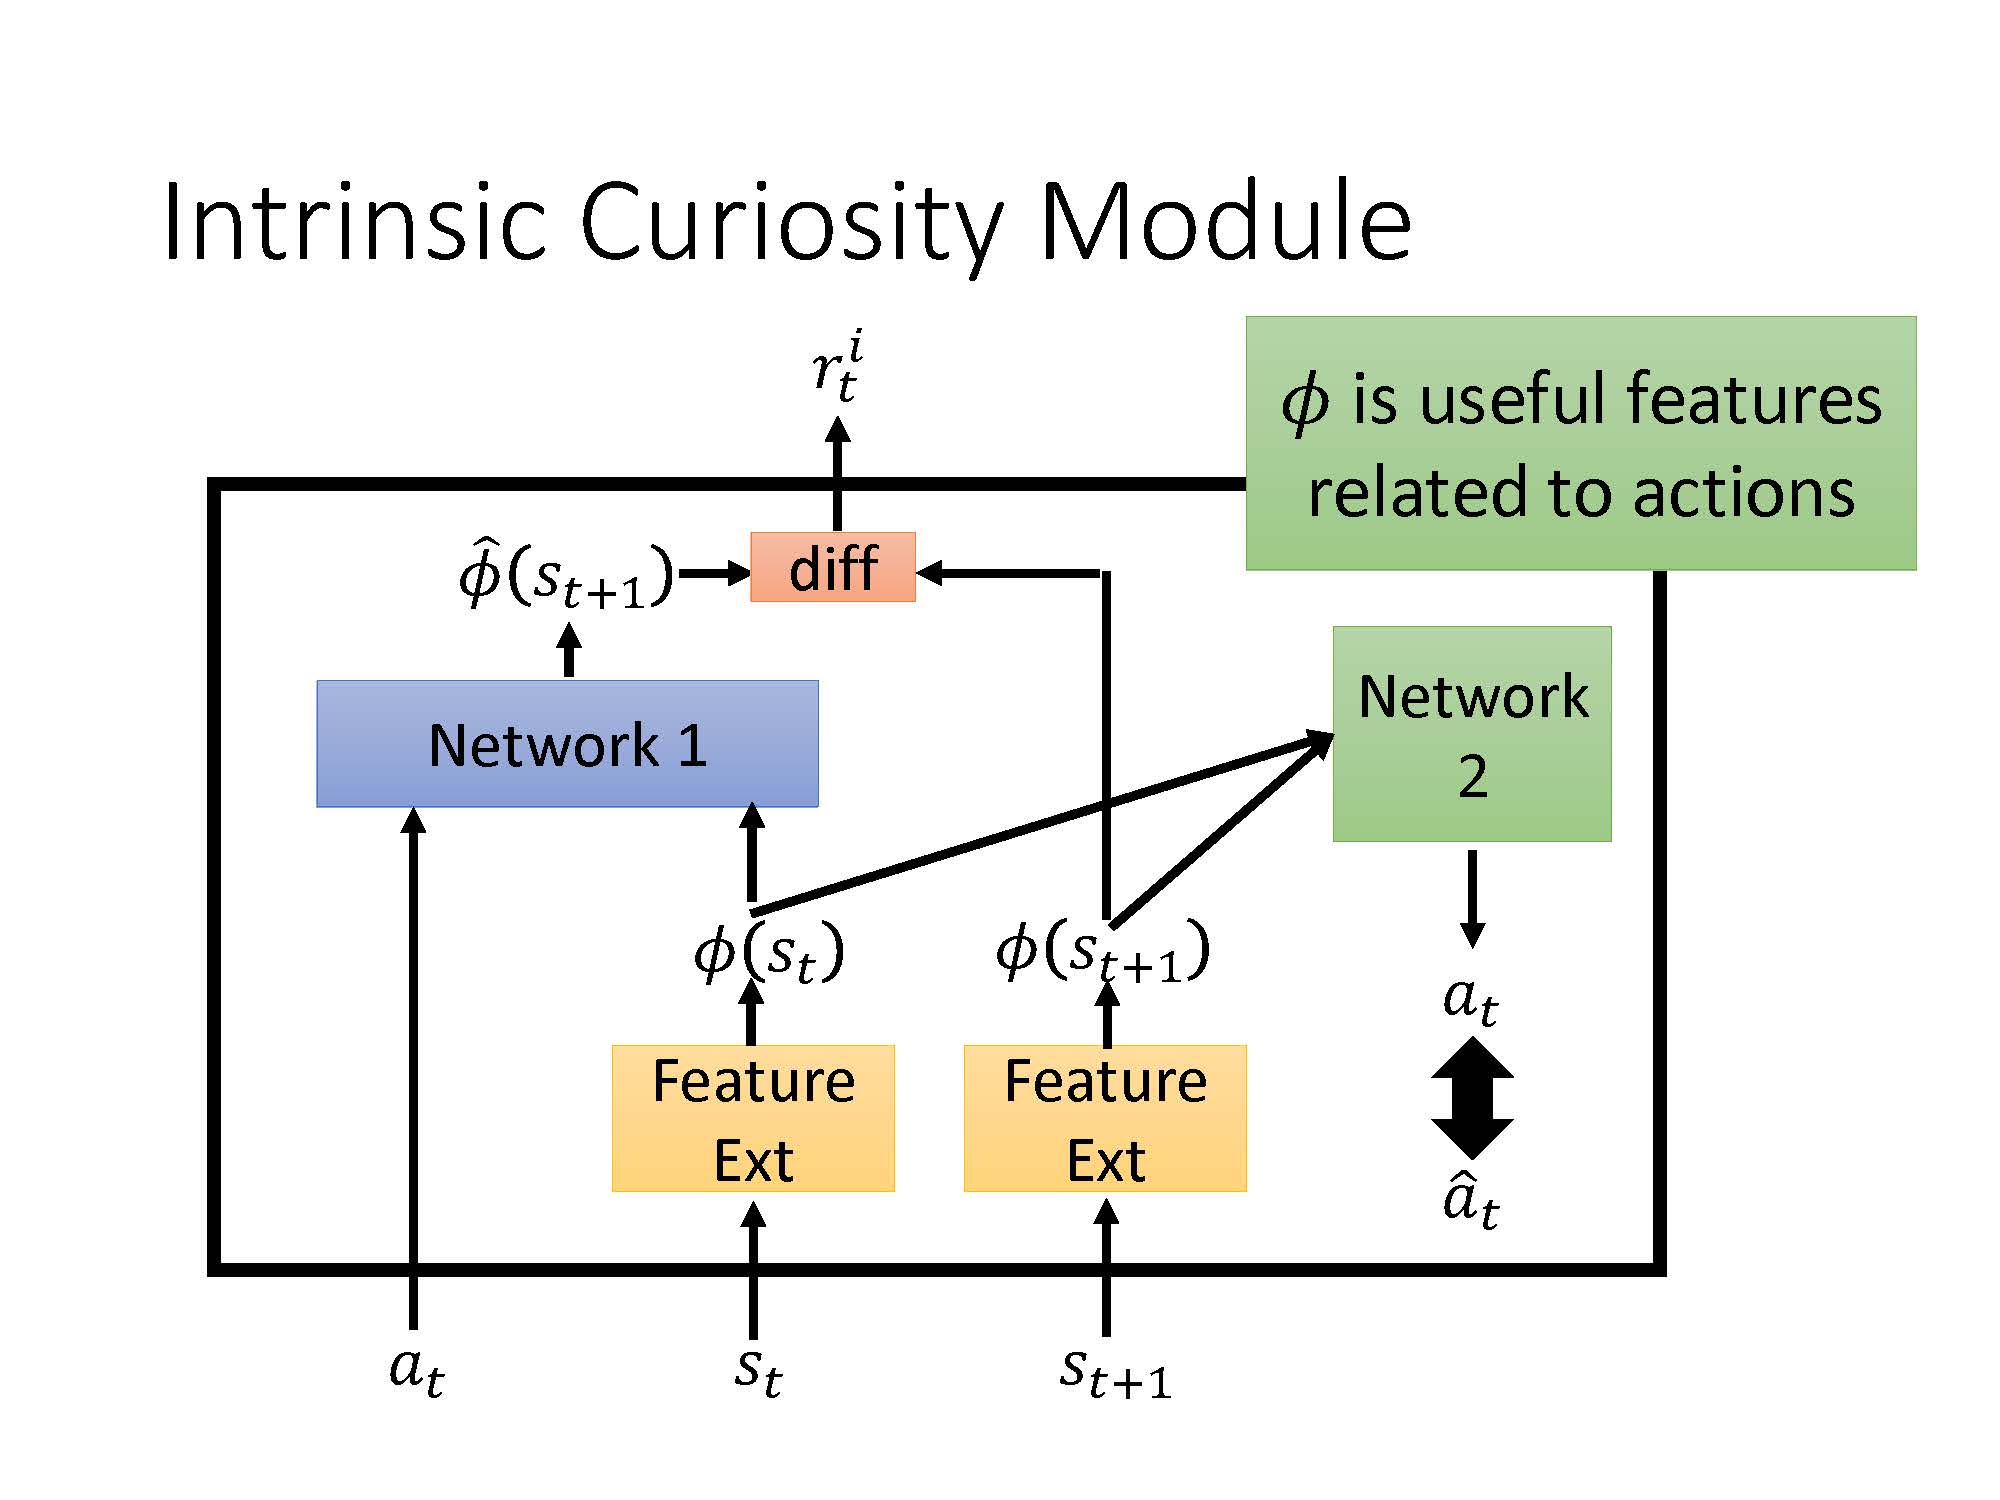 Intrinsic Curiosity Module
$r_t^i$
$\phi$ is useful features
related to actions
$\hat{\phi}(s_{t+1})$
diff
Network 1
Network
2
$\phi(s_t)$
$\phi(s_{t+1})$
$a_t$
Feature
Ext
Feature
Ext
$\hat{a}_t$
$a_t$
$s_t$
$s_{t+1}$